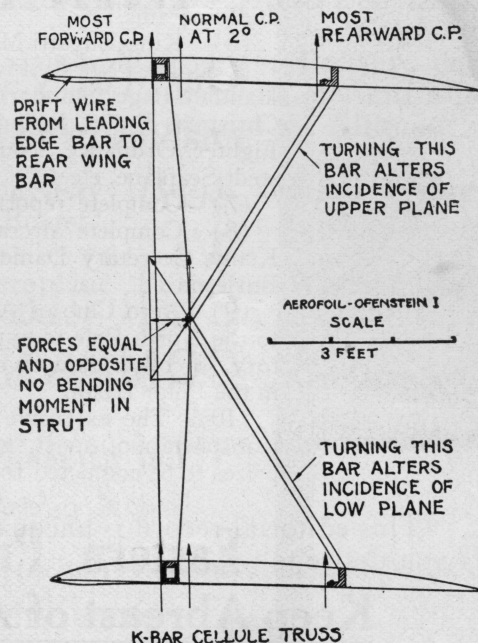 MOST
FORWARD C.P.
NORMAL C.P.
AT 2°
MOST
REARWARD C.P.
DRIFT WIRE
FROM LEADING
EDGE BAR TO
REAR WING
BAR
TURNING THIS
BAR ALTERS
INCIDENCE OF
UPPER PLANE
AEROFOIL-OFENSTEIN I
SCALE
3 FEET
FORCES EQUAL
AND OPPOSITE
NO BENDING
MOMENT IN
STRUT
TURNING THIS
BAR ALTERS
INCIDENCE OF
LOW PLANE
K-BAR CELLULE TRUSS